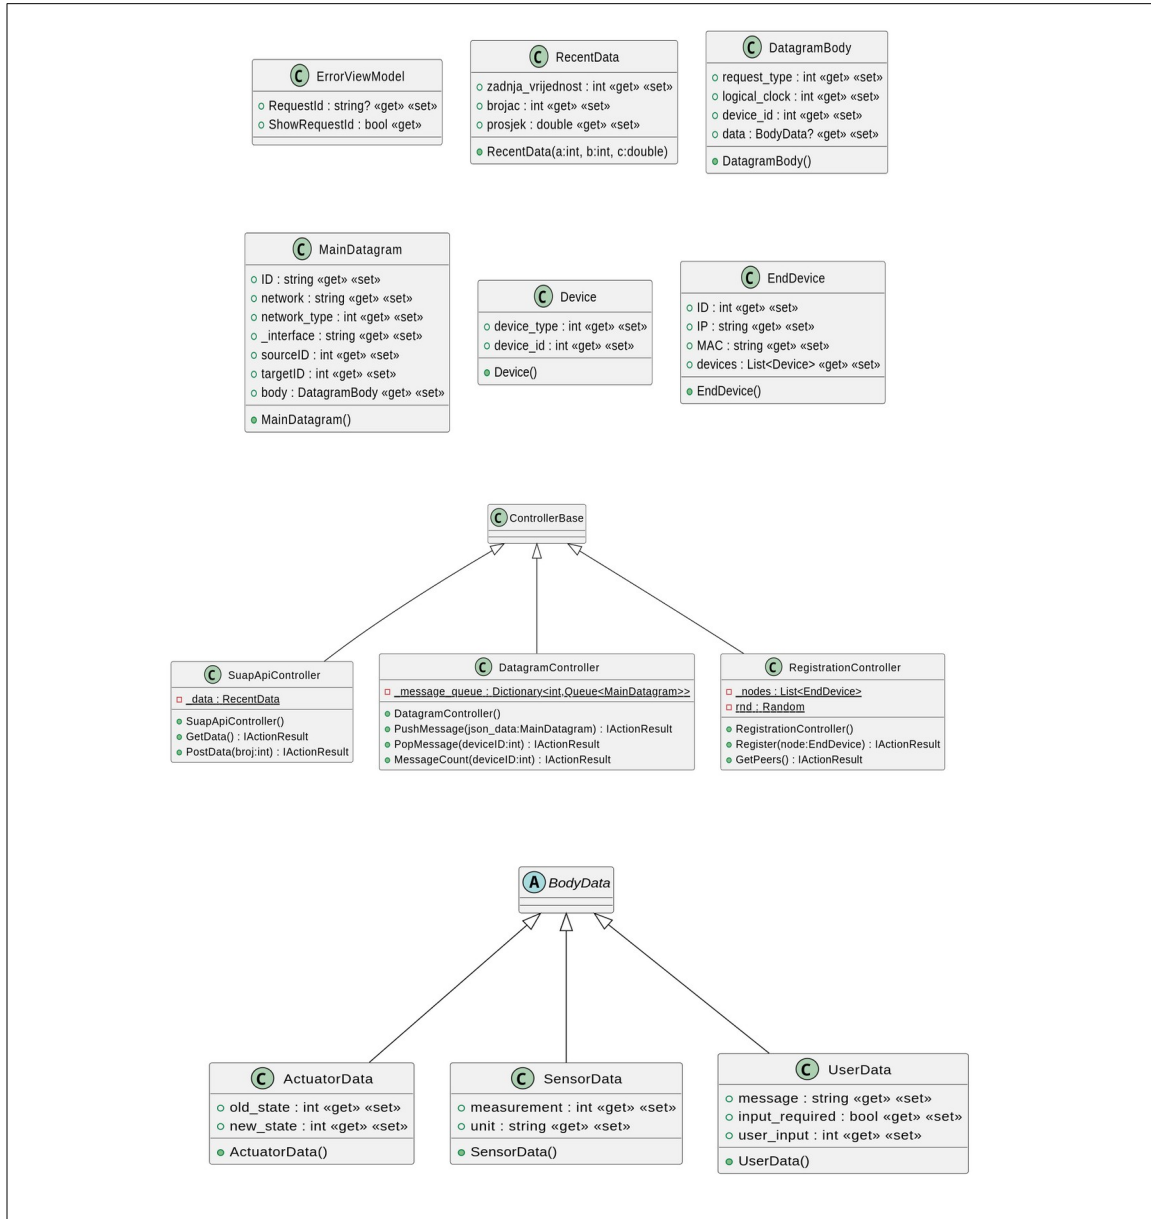 C ErrorViewModel
RequestId : string? «get» «set»
ShowRequestId : bool «get»
C RecentData
zadnja_vrijednost : int «get» «set»
brojac : int «get» «set»
prosjek : double «get» «set»
RecentData(a:int, b:int, c:double)
C DatagramBody
request_type : int «get» «set»
logical_clock : int «get» «set»
device_id : int «get» «set»
data : BodyData? «get» «set»
DatagramBody()
C MainDatagram
ID : string «get» «set»
network : string «get» «set»
network_type : int «get» «set»
_interface : string «get» «set»
sourceID : int «get» «set»
targetID : int «get» «set»
body : DatagramBody «get» «set»
MainDatagram()
C Device
device_type : int «get» «set»
device_id : int «get» «set»
Device()
C EndDevice
ID : int «get» «set»
IP : string «get» «set»
MAC : string «get» «set»
devices : List<Device> «get» «set»
EndDevice()
C ControllerBase
C SuapApiController
_data : RecentData
SuapApiController()
GetData() : IActionResult
PostData(broj:int) : IActionResult
C DatagramController
_message_queue : Dictionary<int,Queue<MainDatagram>>
DatagramController()
PushMessage(json_data:MainDatagram) : IActionResult
PopMessage(deviceID:int) : IActionResult
MessageCount(deviceID:int) : IActionResult
C RegistrationController
_nodes : List<EndDevice>
rnd : Random
RegistrationController()
Register(node:EndDevice) : IActionResult
GetPeers() : IActionResult
A BodyData
C ActuatorData
old_state : int «get» «set»
new_state : int «get» «set»
ActuatorData()
C SensorData
measurement : int «get» «set»
unit : string «get» «set»
SensorData()
C UserData
message : string «get» «set»
input_required : bool «get» «set»
user_input : int «get» «set»
UserData()